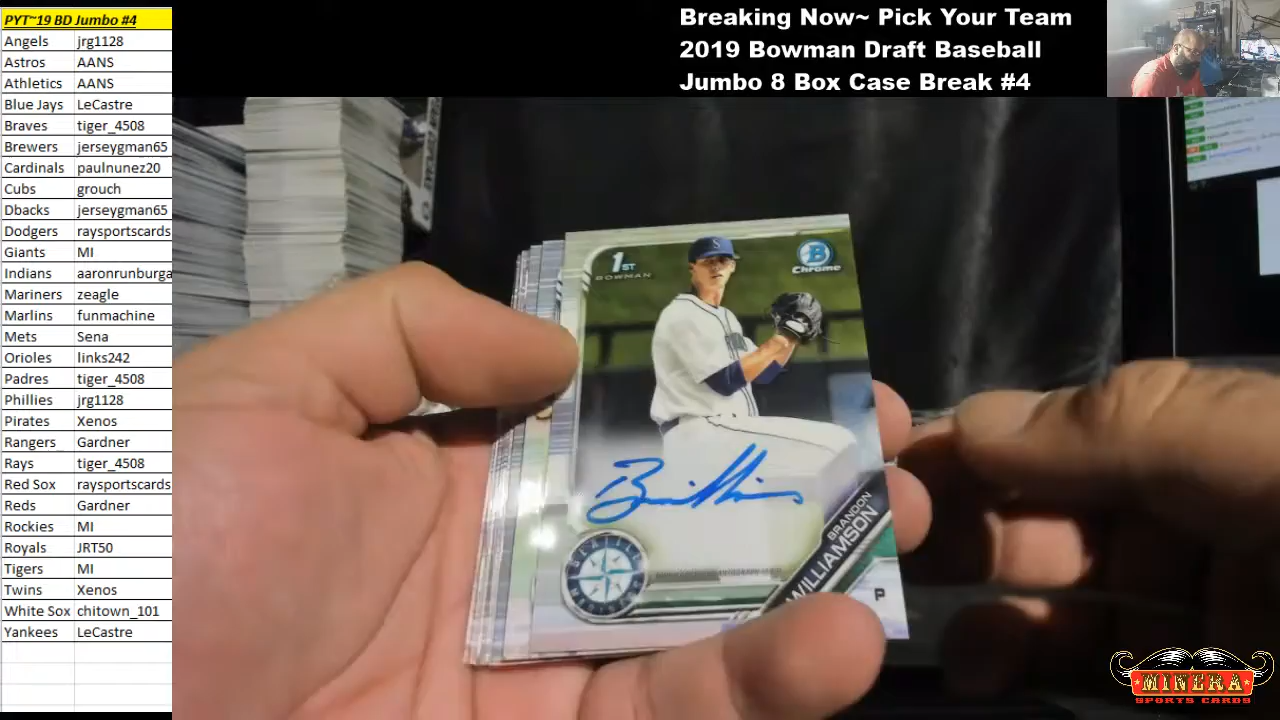 PYT~19 BD Jumbo #4
Angels jrg1128
Astros AANS
Athletics AANS
Blue Jays LeCastre
Braves tiger_4508
Brewers jerseygman65
Cardinals paulnunez20
Cubs grouch
Dbacks jerseygman65
Dodgers raysportscards
Giants MI
Indians aaronrunburga
Mariners zeagle
Marlins funmachine
Mets Sena
Orioles links242
Padres tiger_4508
Phillies jrg1128
Pirates Xenos
Rangers Gardner
Rays tiger_4508
Red Sox raysportscards
Reds Gardner
Rockies MI
Royals JRT50
Tigers MI
Twins Xenos
White Sox chitown_101
Yankees LeCastre
Breaking Now~ Pick Your Team
2019 Bowman Draft Baseball
Jumbo 8 Box Case Break #4
1ST
BOWMAN
B
Chrome
S
SEATTLE
MARINERS
BRANDON
WILLIAMSON
P
MINERA
SPORTS CARDS